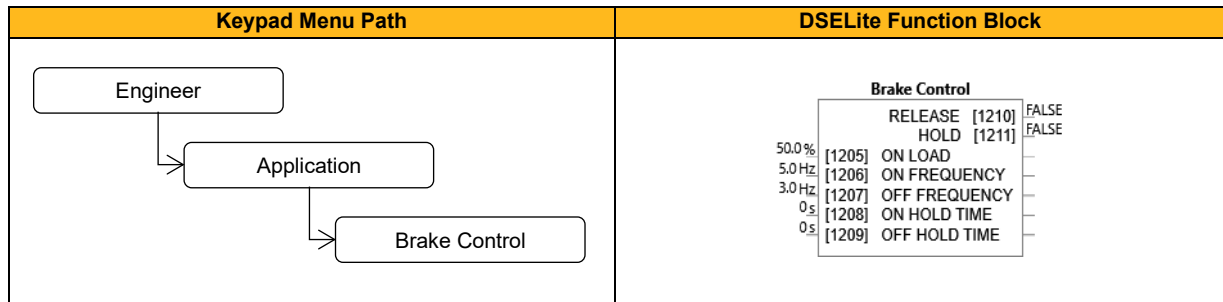 Keypad Menu Path
DSELite Function Block
Engineer
Application
Brake Control
Brake Control
RELEASE [1210] FALSE
HOLD [1211] FALSE
50.0 % [1205] ON LOAD
5.0 Hz [1206] ON FREQUENCY
3.0 Hz [1207] OFF FREQUENCY
0 s [1208] ON HOLD TIME
0 s [1209] OFF HOLD TIME